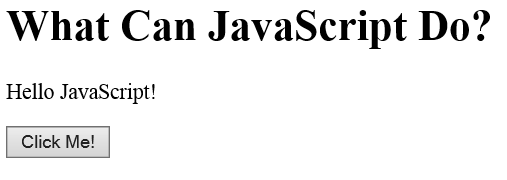 What Can JavaScript Do?
Hello JavaScript!
Click Me!